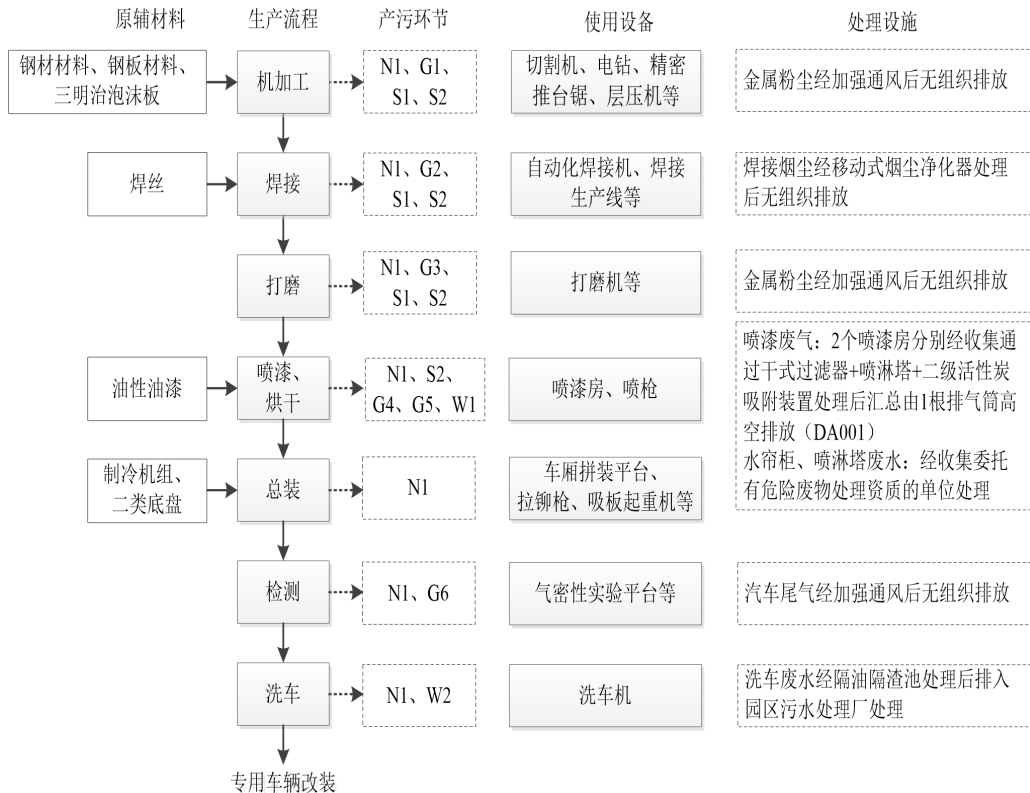 原辅材料
生产流程
产污环节
使用设备
处理设施
钢材材料、钢板材料、
三明治泡沫板
机加工
N1、G1、
S1、S2
切割机、电钻、精密
推台锯、层压机等
金属粉尘经加强通风后无组织排放
焊丝
焊接
N1、G2、
S1、S2
自动化焊接机、焊接
生产线等
焊接烟尘经移动式烟尘净化器处理
后无组织排放
打磨
N1、G3、
S1、S2
打磨机等
金属粉尘经加强通风后无组织排放
油性油漆
喷漆、
烘干
N1、S2、
G4、G5、W1
喷漆房、喷枪
喷漆废气：2个喷漆房分别经收集通
过干式过滤器+喷淋塔+二级活性炭
吸附装置处理后汇总由1根排气筒高
空排放（DA001）
水帘柜、喷淋塔废水：经收集委托
有危险废物处理资质的单位处理
制冷机组、
二类底盘
总装
N1
车厢拼装平台、
拉铆枪、吸板起重机等
检测
N1、G6
气密性实验平台等
汽车尾气经加强通风后无组织排放
洗车
N1、W2
洗车机
洗车废水经隔油隔渣池处理后排入
园区污水处理厂处理
专用车辆改装